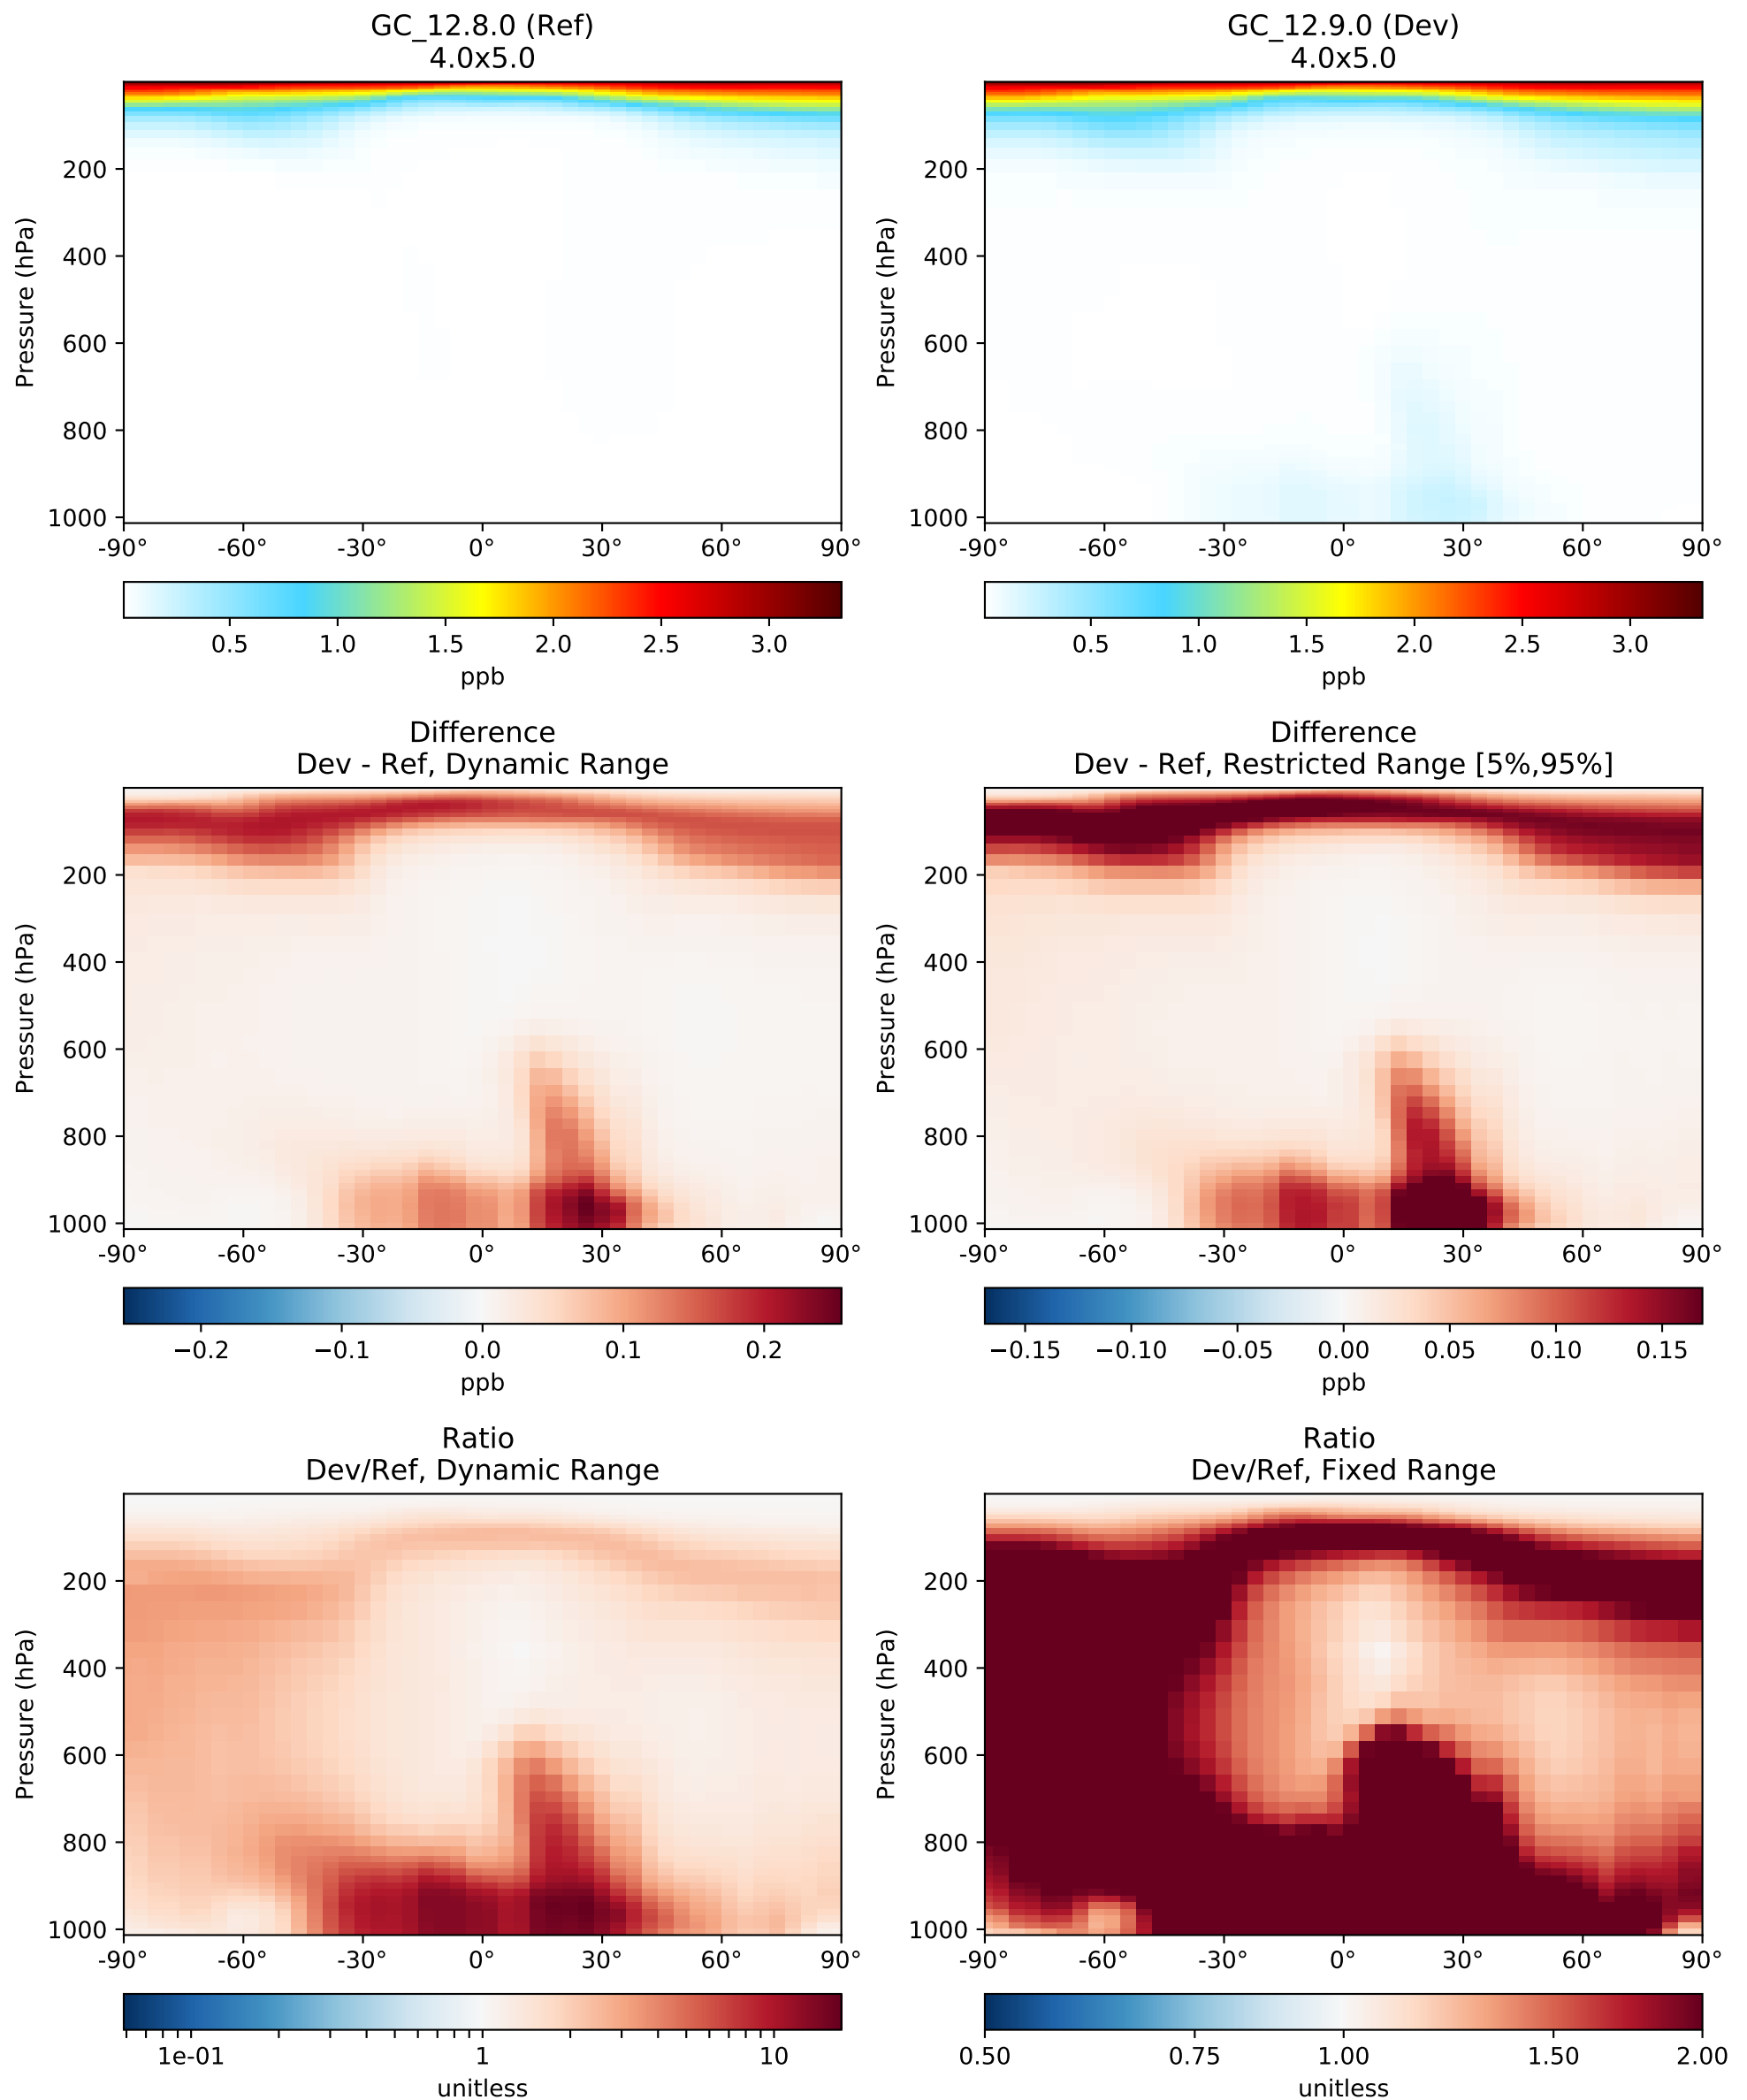 GC_12.8.0 (Ref)
4.0x5.0
Pressure (hPa)
200
400
600
800
1000
-90° -60° -30° 0° 30° 60° 90°
0.5 1.0 1.5 2.0 2.5 3.0
ppb
GC_12.9.0 (Dev)
4.0x5.0
Pressure (hPa)
200
400
600
800
1000
-90° -60° -30° 0° 30° 60° 90°
0.5 1.0 1.5 2.0 2.5 3.0
ppb
Difference
Dev - Ref, Dynamic Range
Pressure (hPa)
200
400
600
800
1000
-90° -60° -30° 0° 30° 60° 90°
−0.2 −0.1 0.0 0.1 0.2
ppb
Difference
Dev - Ref, Restricted Range [5%,95%]
Pressure (hPa)
200
400
600
800
1000
-90° -60° -30° 0° 30° 60° 90°
−0.15 −0.10 −0.05 0.00 0.05 0.10 0.15
ppb
Ratio
Dev/Ref, Dynamic Range
Pressure (hPa)
200
400
600
800
1000
-90° -60° -30° 0° 30° 60° 90°
1e-01 1 10
unitless
Ratio
Dev/Ref, Fixed Range
Pressure (hPa)
200
400
600
800
1000
-90° -60° -30° 0° 30° 60° 90°
0.50 0.75 1.00 1.50 2.00
unitless